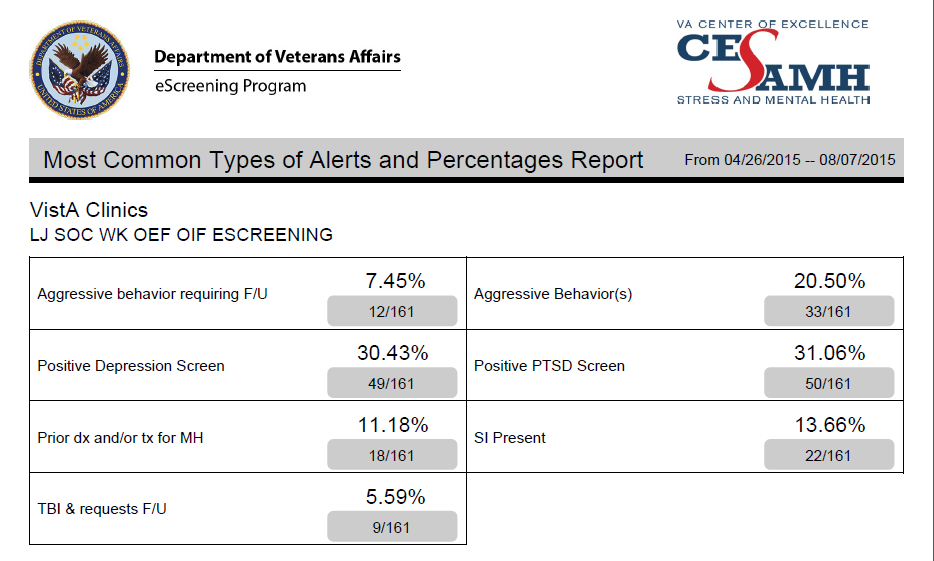 DEPARTMENT OF VETERANS AFFAIRS
UNITED STATES OF AMERICA
Department of Veterans Affairs
eScreening Program
VA CENTER OF EXCELLENCE
CESAMH
STRESS AND MENTAL HEALTH
Most Common Types of Alerts and Percentages Report
From 04/26/2015 -- 08/07/2015
VistA Clinics
LJ SOC WK OEF OIF ESCREENING
Aggressive behavior requiring F/U
7.45%
12/161
Aggressive Behavior(s)
20.50%
33/161
Positive Depression Screen
30.43%
49/161
Positive PTSD Screen
31.06%
50/161
Prior dx and/or tx for MH
11.18%
18/161
SI Present
13.66%
22/161
TBI & requests F/U
5.59%
9/161